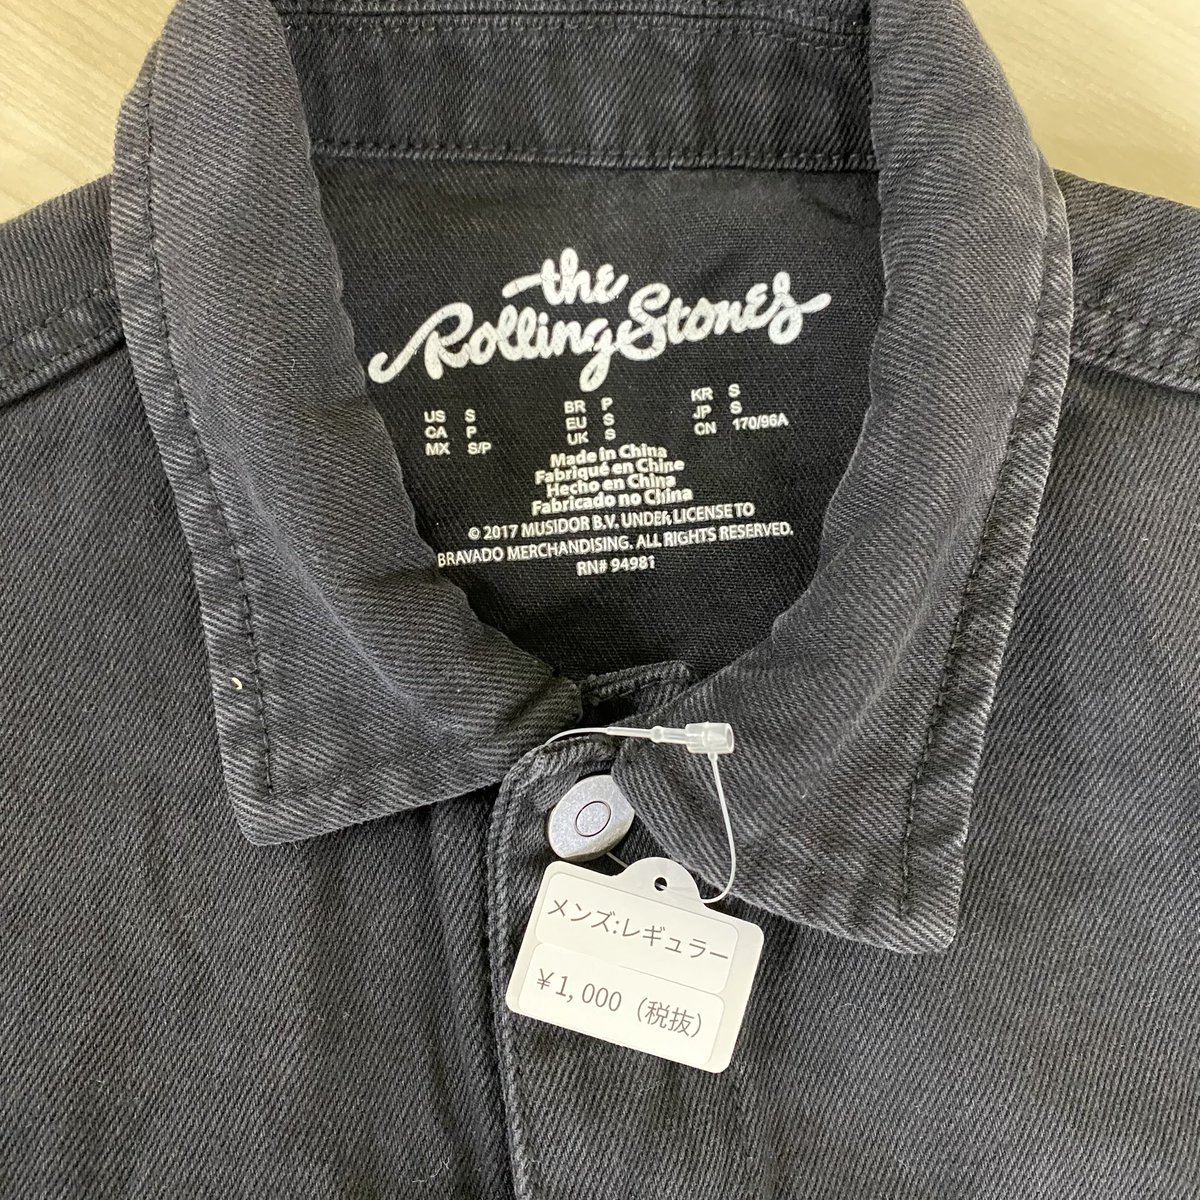 the
Rolling Stones
US S BR P KR S
CA P EU S JP S
MX S/P UK S CN 170/96A
Made in China
Fabriqué en Chine
Hecho en China
Fabricado no China
© 2017 MUSIDOR B.V. UNDER LICENSE TO
BRAVADO MERCHANDISING. ALL RIGHTS RESERVED.
RN# 94981
メンズ:レギュラー
￥1,000（税抜）